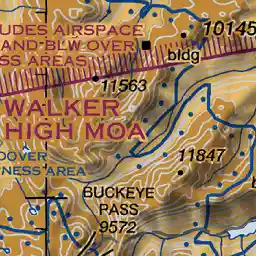 UDES AIRSPACE
10145
AND BLW OVER
bldg
SS AREAS
11563
WALKER
HIGH MOA
OVER
11847
NESS AREA
BUCKEYE
PASS
9572